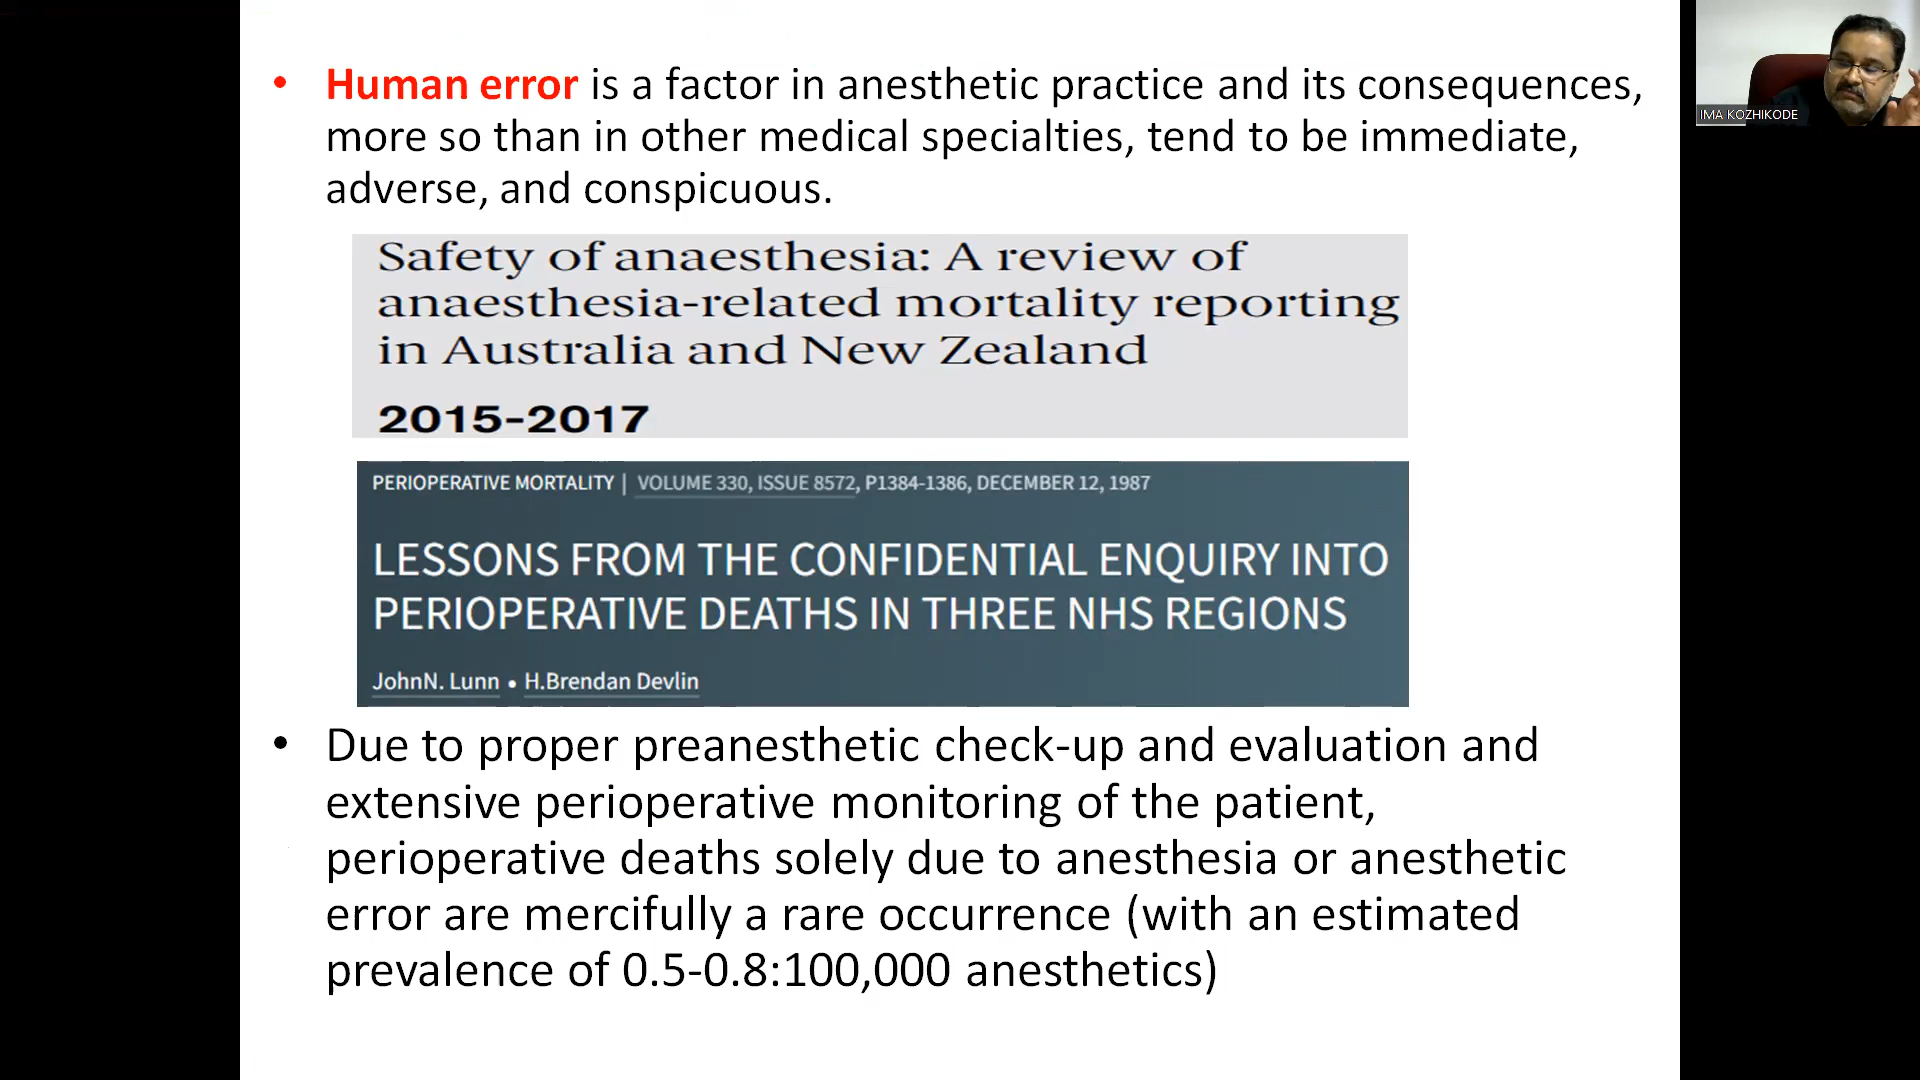 • Human error is a factor in anesthetic practice and its consequences,
more so than in other medical specialties, tend to be immediate,
adverse, and conspicuous.
Safety of anaesthesia: A review of
anaesthesia-related mortality reporting
in Australia and New Zealand
2015-2017
PERIOPERATIVE MORTALITY | VOLUME 330, ISSUE 8572, P1384-1386, DECEMBER 12, 1987
LESSONS FROM THE CONFIDENTIAL ENQUIRY INTO
PERIOPERATIVE DEATHS IN THREE NHS REGIONS
JohnN. Lunn • H.Brendan Devlin
• Due to proper preanesthetic check-up and evaluation and
extensive perioperative monitoring of the patient,
perioperative deaths solely due to anesthesia or anesthetic
error are mercifully a rare occurrence (with an estimated
prevalence of 0.5-0.8:100,000 anesthetics)
IMA KOZHIKODE